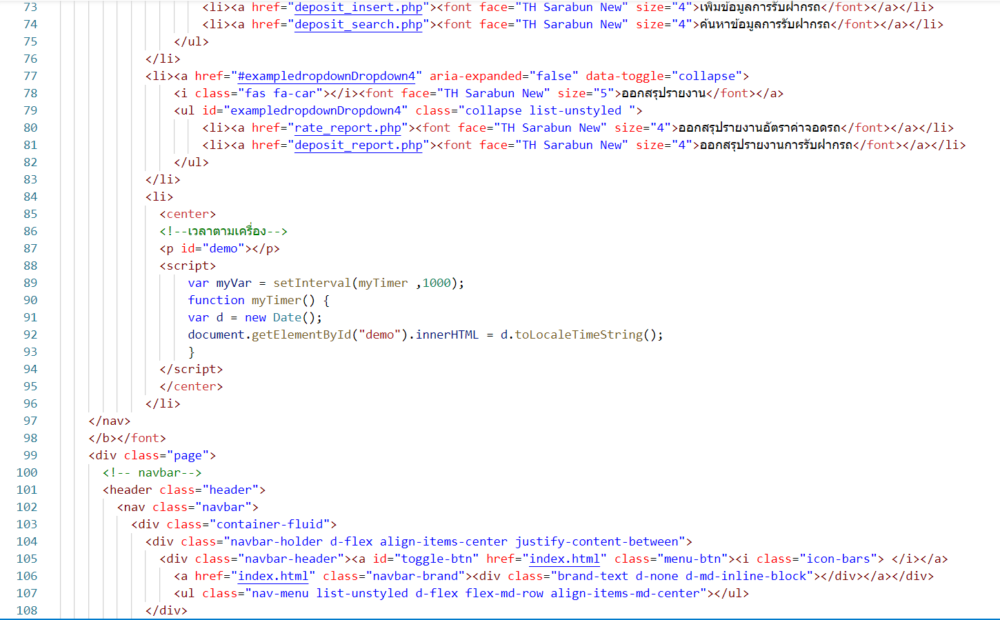 73 <li><a href="deposit_insert.php"><font face="TH Sarabun New" size="4">เพิ่มข้อมูลการรับฝากรถ</font></a></li>
74 <li><a href="deposit_search.php"><font face="TH Sarabun New" size="4">ค้นหาข้อมูลการรับฝากรถ</font></a></li>
75 </ul>
76 </li>
77 <li><a href="#exampledropdownDropdown4" aria-expanded="false" data-toggle="collapse">
78 <i class="fas fa-car"></i><font face="TH Sarabun New" size="5">ออกสรุปรายงาน</font></a>
79 <ul id="exampledropdownDropdown4" class="collapse list-unstyled ">
80 <li><a href="rate_report.php"><font face="TH Sarabun New" size="4">ออกสรุปรายงานอัตราค่าจอดรถ</font></a></li>
81 <li><a href="deposit_report.php"><font face="TH Sarabun New" size="4">ออกสรุปรายงานการรับฝากรถ</font></a></li>
82 </ul>
83 </li>
84 <li>
85 <center>
86 <!--เวลาตามเครื่อง-->
87 <p id="demo"></p>
88 <script>
89 var myVar = setInterval(myTimer ,1000);
90 function myTimer() {
91 var d = new Date();
92 document.getElementById("demo").innerHTML = d.toLocaleTimeString();
93 }
94 </script>
95 </center>
96 </li>
97 </nav>
98 </b></font>
99 <div class="page">
100 <!-- navbar-->
101 <header class="header">
102 <nav class="navbar">
103 <div class="container-fluid">
104 <div class="navbar-holder d-flex align-items-center justify-content-between">
105 <div class="navbar-header"><a id="toggle-btn" href="index.html" class="menu-btn"><i class="icon-bars"> </i></a>
106 <a href="index.html" class="navbar-brand"><div class="brand-text d-none d-md-inline-block"></div></a></div>
107 <ul class="nav-menu list-unstyled d-flex flex-md-row align-items-md-center"></ul>
108 </div>